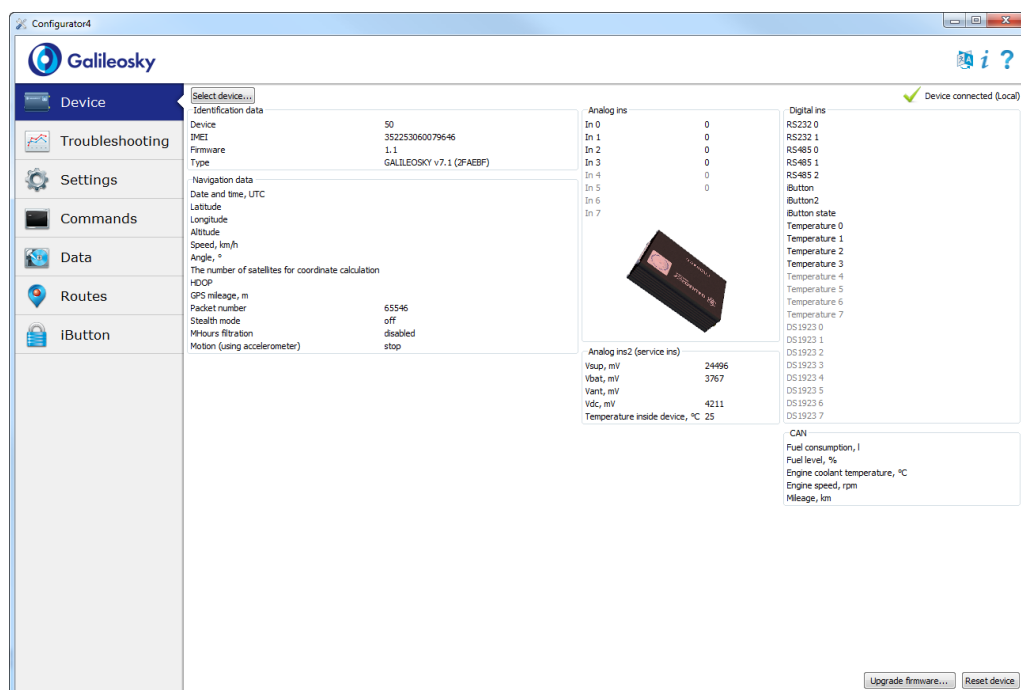 Configurator4
Galileosky
Device
Troubleshooting
Settings
Commands
Data
Routes
iButton
Select device...
Device connected (Local)
Identification data
Device 50
IMEI 352253060079646
Firmware 1.1
Type GALILEOSKY v7.1 (2FAEBF)
Navigation data
Date and time, UTC
Latitude
Longitude
Altitude
Speed, km/h
Angle, °
The number of satellites for coordinate calculation
HDOP
GPS mileage, m
Packet number 65546
Stealth mode off
MHours filtration disabled
Motion (using accelerometer) stop
Analog ins
In 0 0
In 1 0
In 2 0
In 3 0
In 4 0
In 5 0
In 6
In 7
Analog ins2 (service ins)
Vsup, mV 24496
Vbat, mV 3767
Vant, mV
Vdc, mV 4211
Temperature inside device, °C 25
Digital ins
RS232 0
RS232 1
RS485 0
RS485 1
RS485 2
iButton
iButton2
iButton state
Temperature 0
Temperature 1
Temperature 2
Temperature 3
Temperature 4
Temperature 5
Temperature 6
Temperature 7
DS1923 0
DS1923 1
DS1923 2
DS1923 3
DS1923 4
DS1923 5
DS1923 6
DS1923 7
CAN
Fuel consumption, l
Fuel level, %
Engine coolant temperature, °C
Engine speed, rpm
Mileage, km
Upgrade firmware...
Reset device